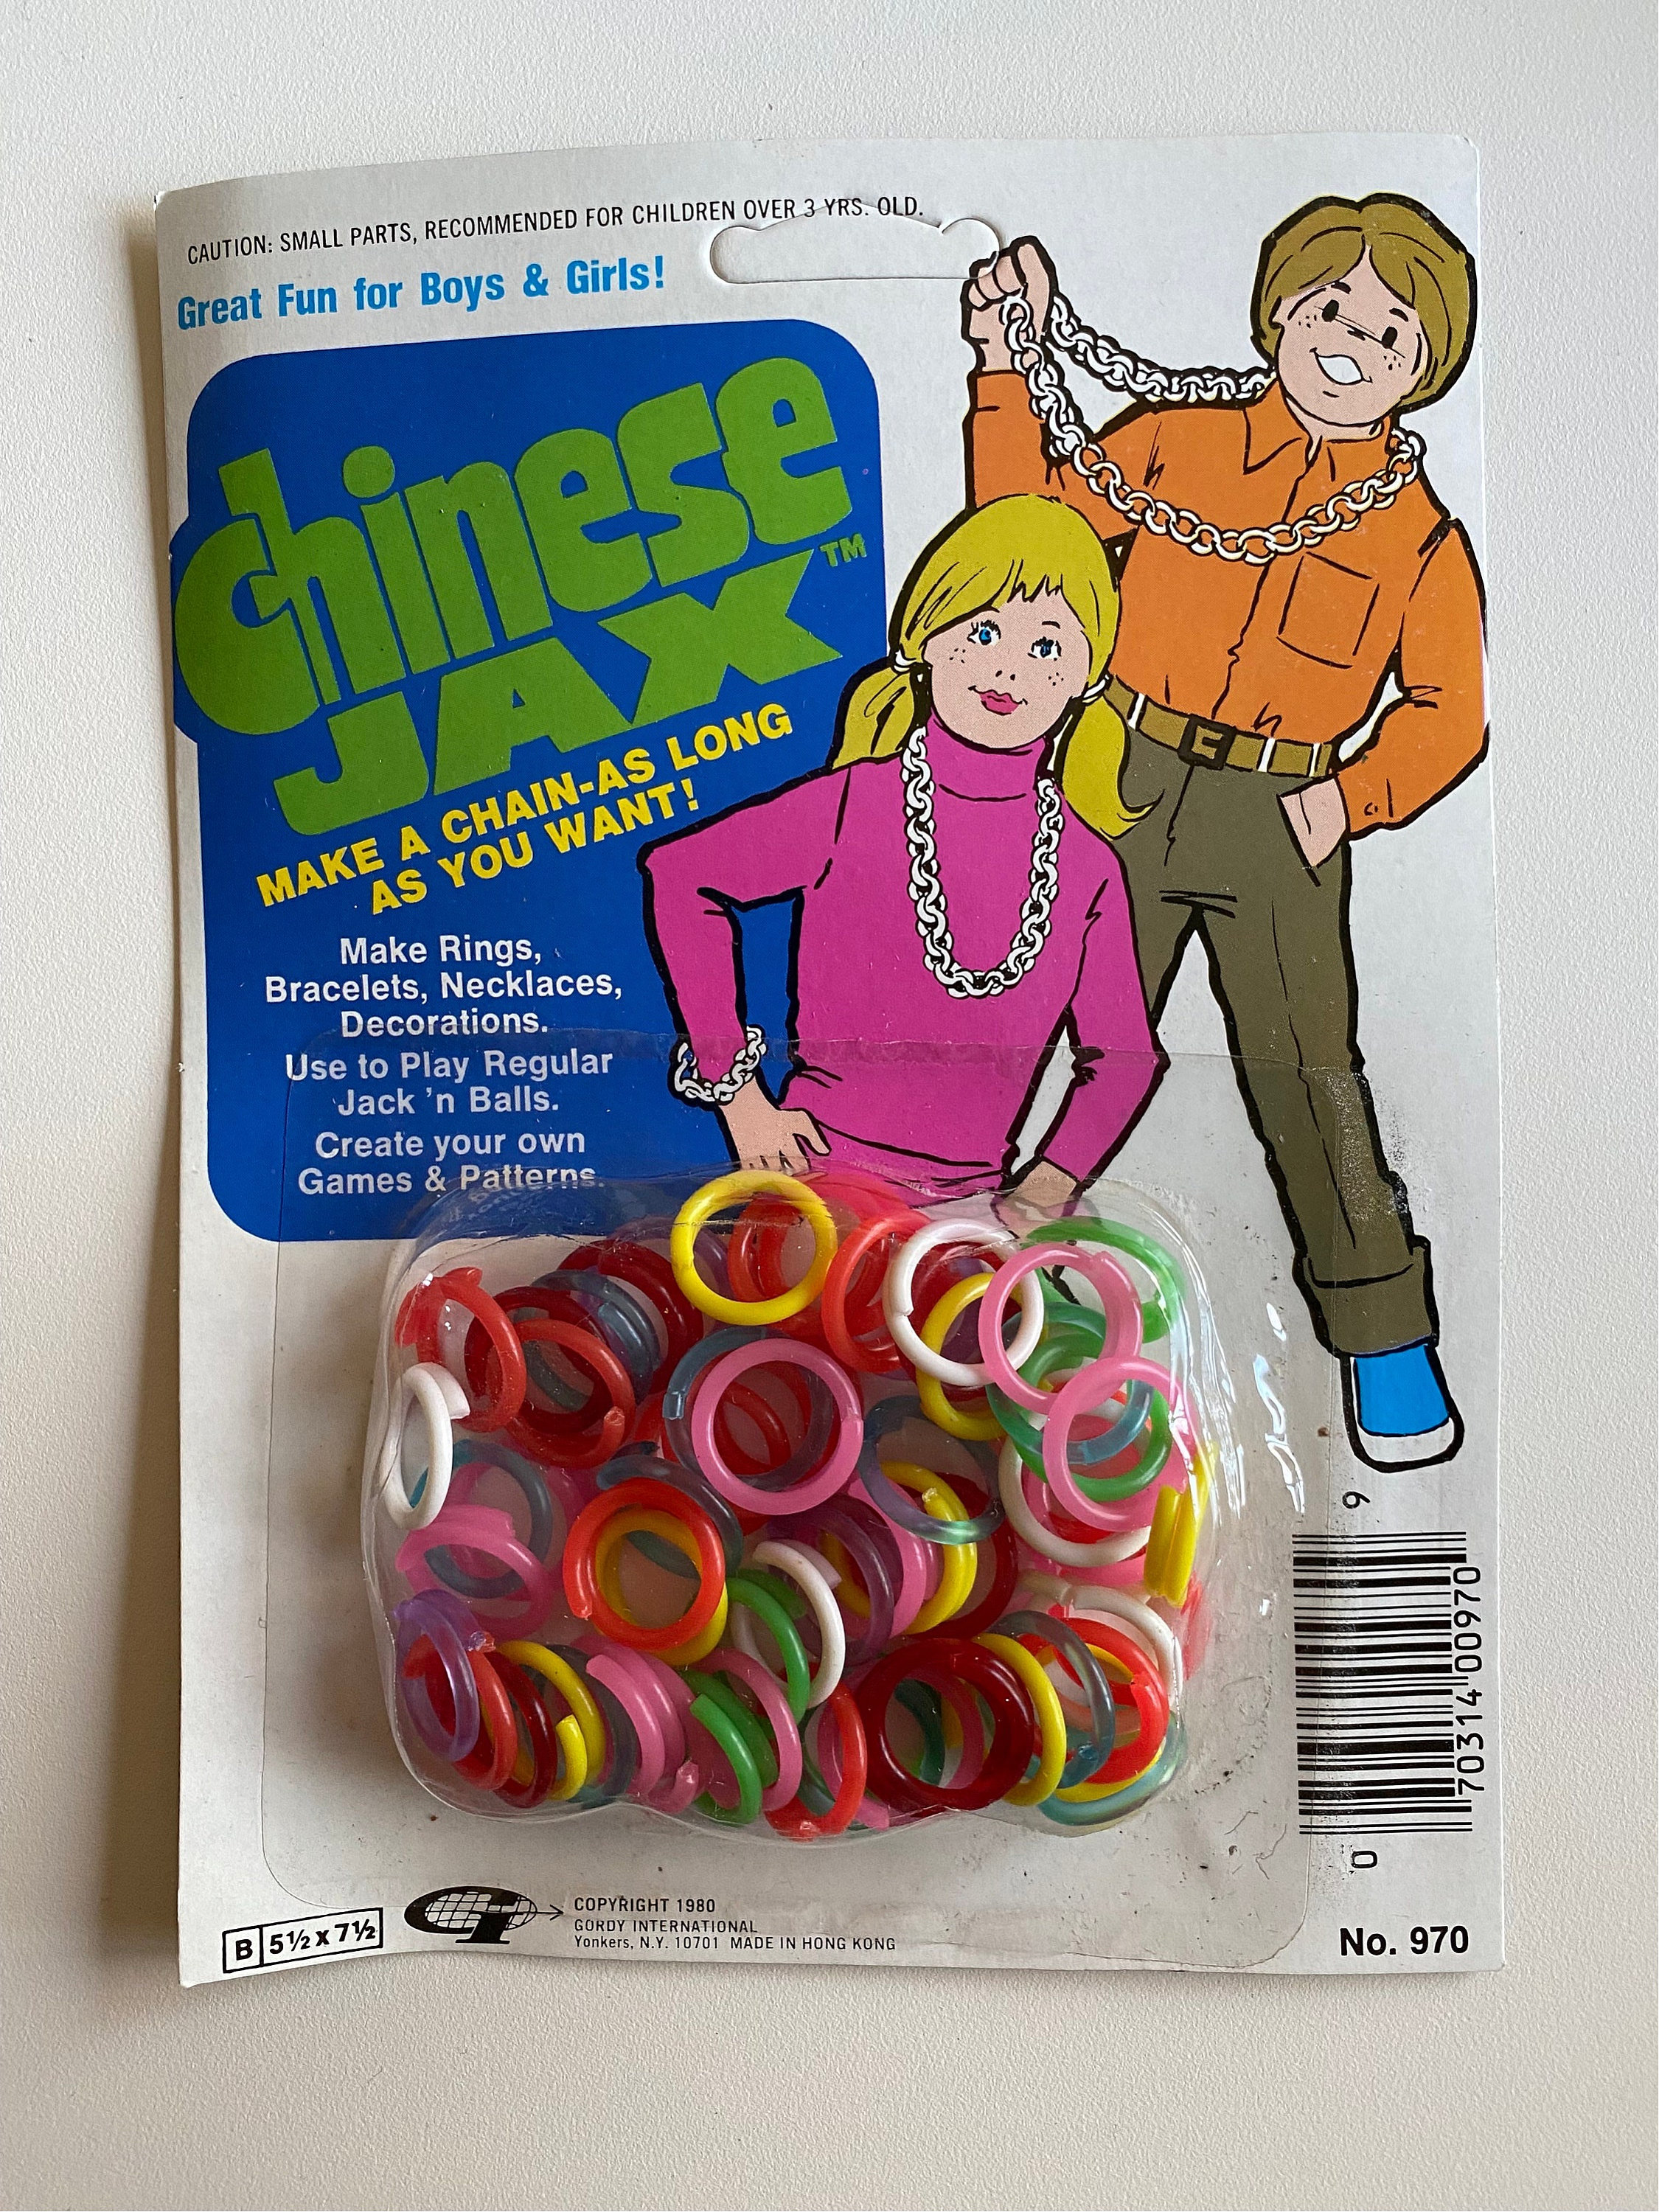 CAUTION: SMALL PARTS, RECOMMENDED FOR CHILDREN OVER 3 YRS. OLD.
Great Fun for Boys & Girls!
Chinese
JAX™
MAKE A CHAIN-AS LONG
AS YOU WANT!
Make Rings,
Bracelets, Necklaces,
Decorations.
Use to Play Regular
Jack 'n Balls.
Create your own
Games & Patterns.
9
70314 00970
0
B 5½ x 7½
GI
COPYRIGHT 1980
GORDY INTERNATIONAL
Yonkers, N.Y. 10701 MADE IN HONG KONG
No. 970